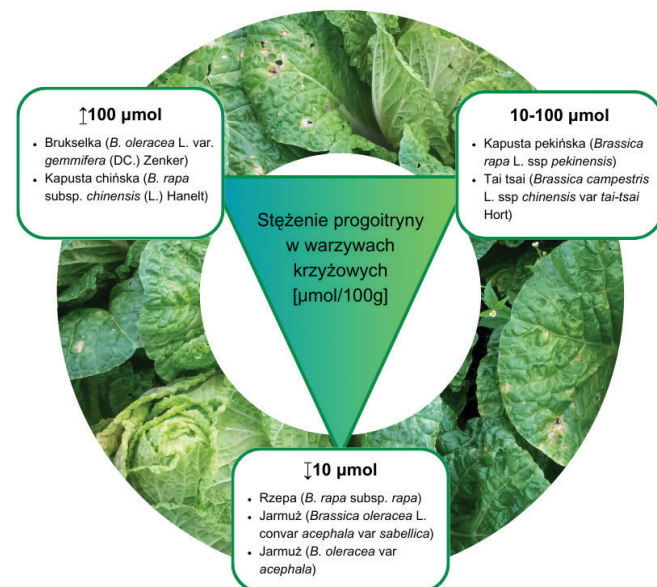 ↑100 µmol
• Brukselka (B. oleracea L. var.
gemmifera (DC.) Zenker)
• Kapusta chińska (B. rapa
subsp. chinensis (L.) Hanelt)
10-100 µmol
• Kapusta pekińska (Brassica
rapa L. ssp pekinensis)
• Tai tsai (Brassica campestris
L. ssp chinensis var tai-tsai
Hort)
Stężenie progoitryny
w warzywach
krzyżowych
[µmol/100g]
↓10 µmol
• Rzepa (B. rapa subsp. rapa)
• Jarmuż (Brassica oleracea L.
convar acephala var sabellica)
• Jarmuż (B. oleracea var
acephala)